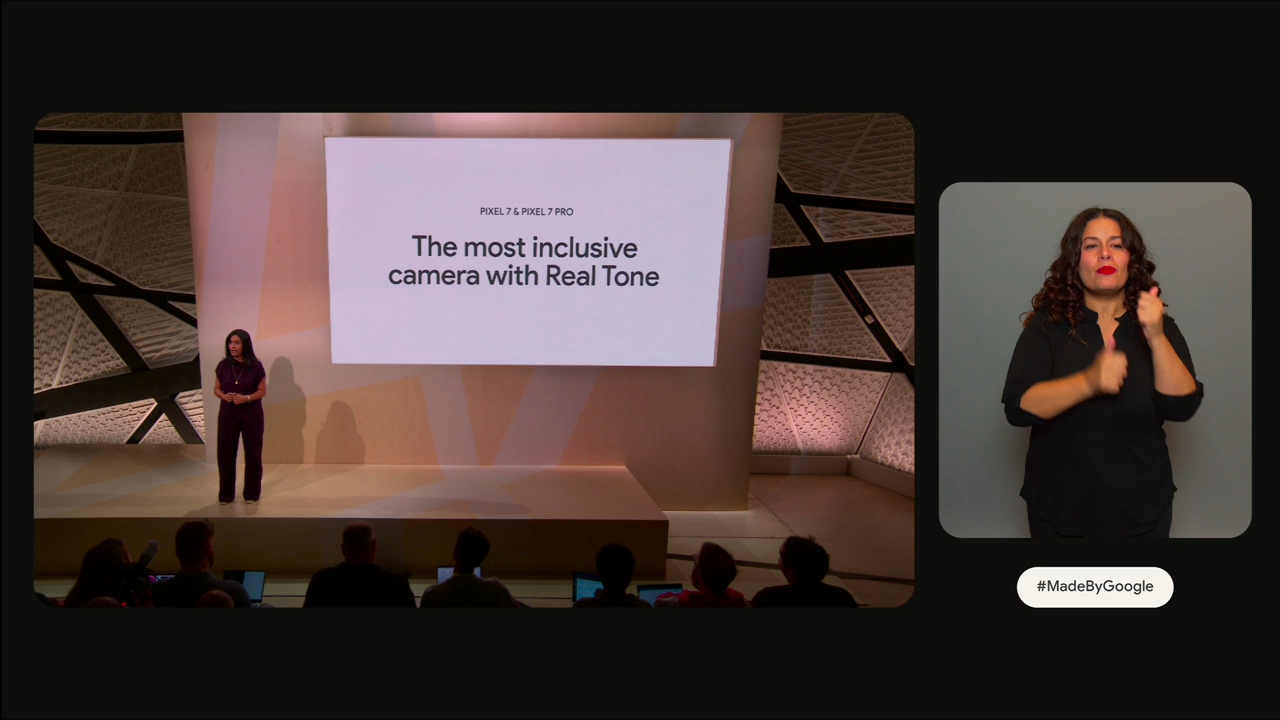 PIXEL 7 & PIXEL 7 PRO
The most inclusive
camera with Real Tone
#MadeByGoogle